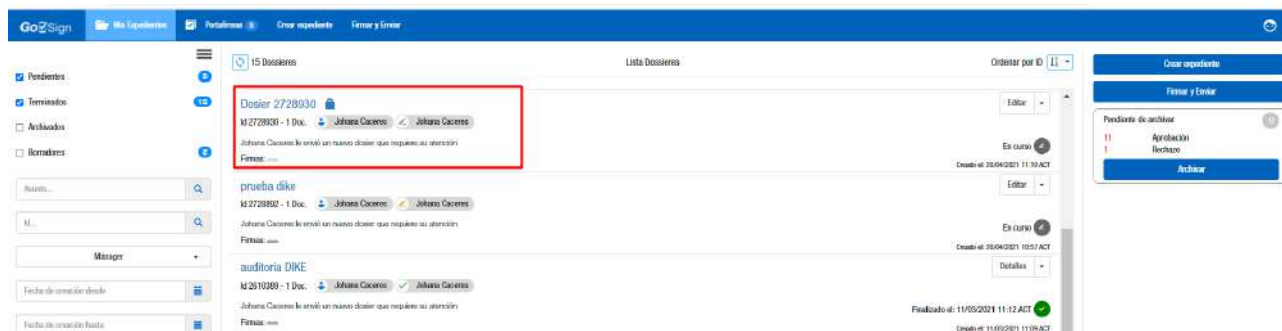 GoSign
Mis Expedientes
Portafirmas 3
Crear expediente
Firmar y Enviar
Pendientes
Terminados
Archivados
Borradores
Asunto...
Id...
Mánager
Fecha de creación desde
Fecha de creación hasta
15 Dossieres
Lista Dossieres
Ordenar por ID
Dosier 2728930
Id 2728930 - 1 Doc. Johana Caceres Johana Caceres
Johana Caceres le envió un nuevo dosier que requiere su atención
Firmas:
Editar
En curso
Creado el: 28/04/2021 11:10 ACT
prueba dike
Id 2728892 - 1 Doc. Johana Caceres Johana Caceres
Johana Caceres le envió un nuevo dosier que requiere su atención
Firmas:
Editar
En curso
Creado el: 28/04/2021 10:57 ACT
auditoria DIKE
Id 2610389 - 1 Doc. Johana Caceres Johana Caceres
Johana Caceres le envió un nuevo dosier que requiere su atención
Firmas:
Detalles
Finalizado el: 11/03/2021 11:12 ACT
Creado el: 11/03/2021 11:09 ACT
Crear expediente
Firmar y Enviar
Pendiente de archivar
11 Aprobación
1 Rechazo
Archivar